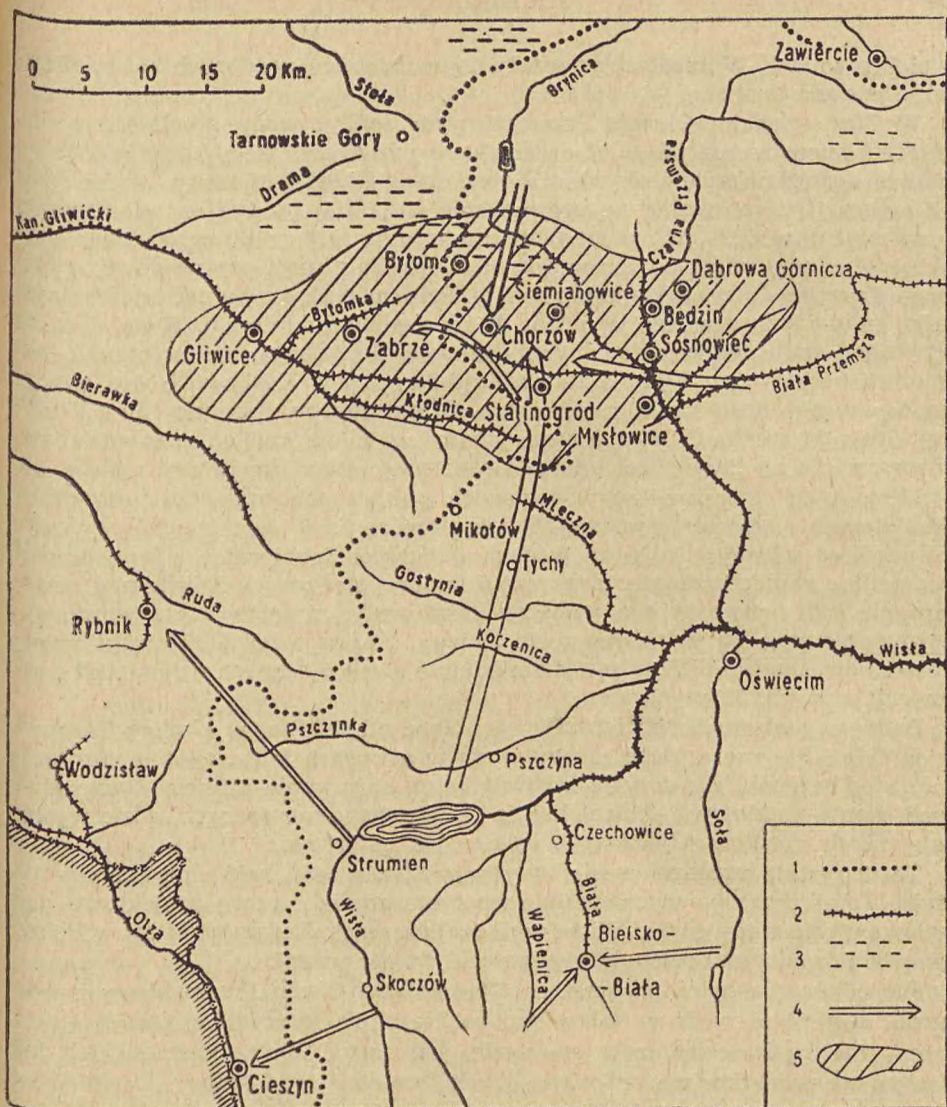 0 5 10 15 20 Km.
Stoła
Brynica
Zawiercie
Tarnowskie Góry
Drama
Czarna Przemsza
Kan. Gliwicki
Bytom
Dąbrowa Górnicza
Siemianowice
Bytomka
Będzin
Chorzów
Gliwice
Zabrze
Sosnowiec
Biała Przemsza
Bierawka
Kłodnica
Stalinogród
Mysłowice
Mikołów
Mleczna
Tychy
Gostynia
Ruda
Rybnik
Korzenica
Wisła
Oświęcim
Pszczynka
Pszczyna
Wodzisław
Soła
Czechowice
Strumien
1
Wisła
Biała
2
Olza
Wapienica
Bielsko-
3
Skoczów
-Biała
4
5
Cieszyn